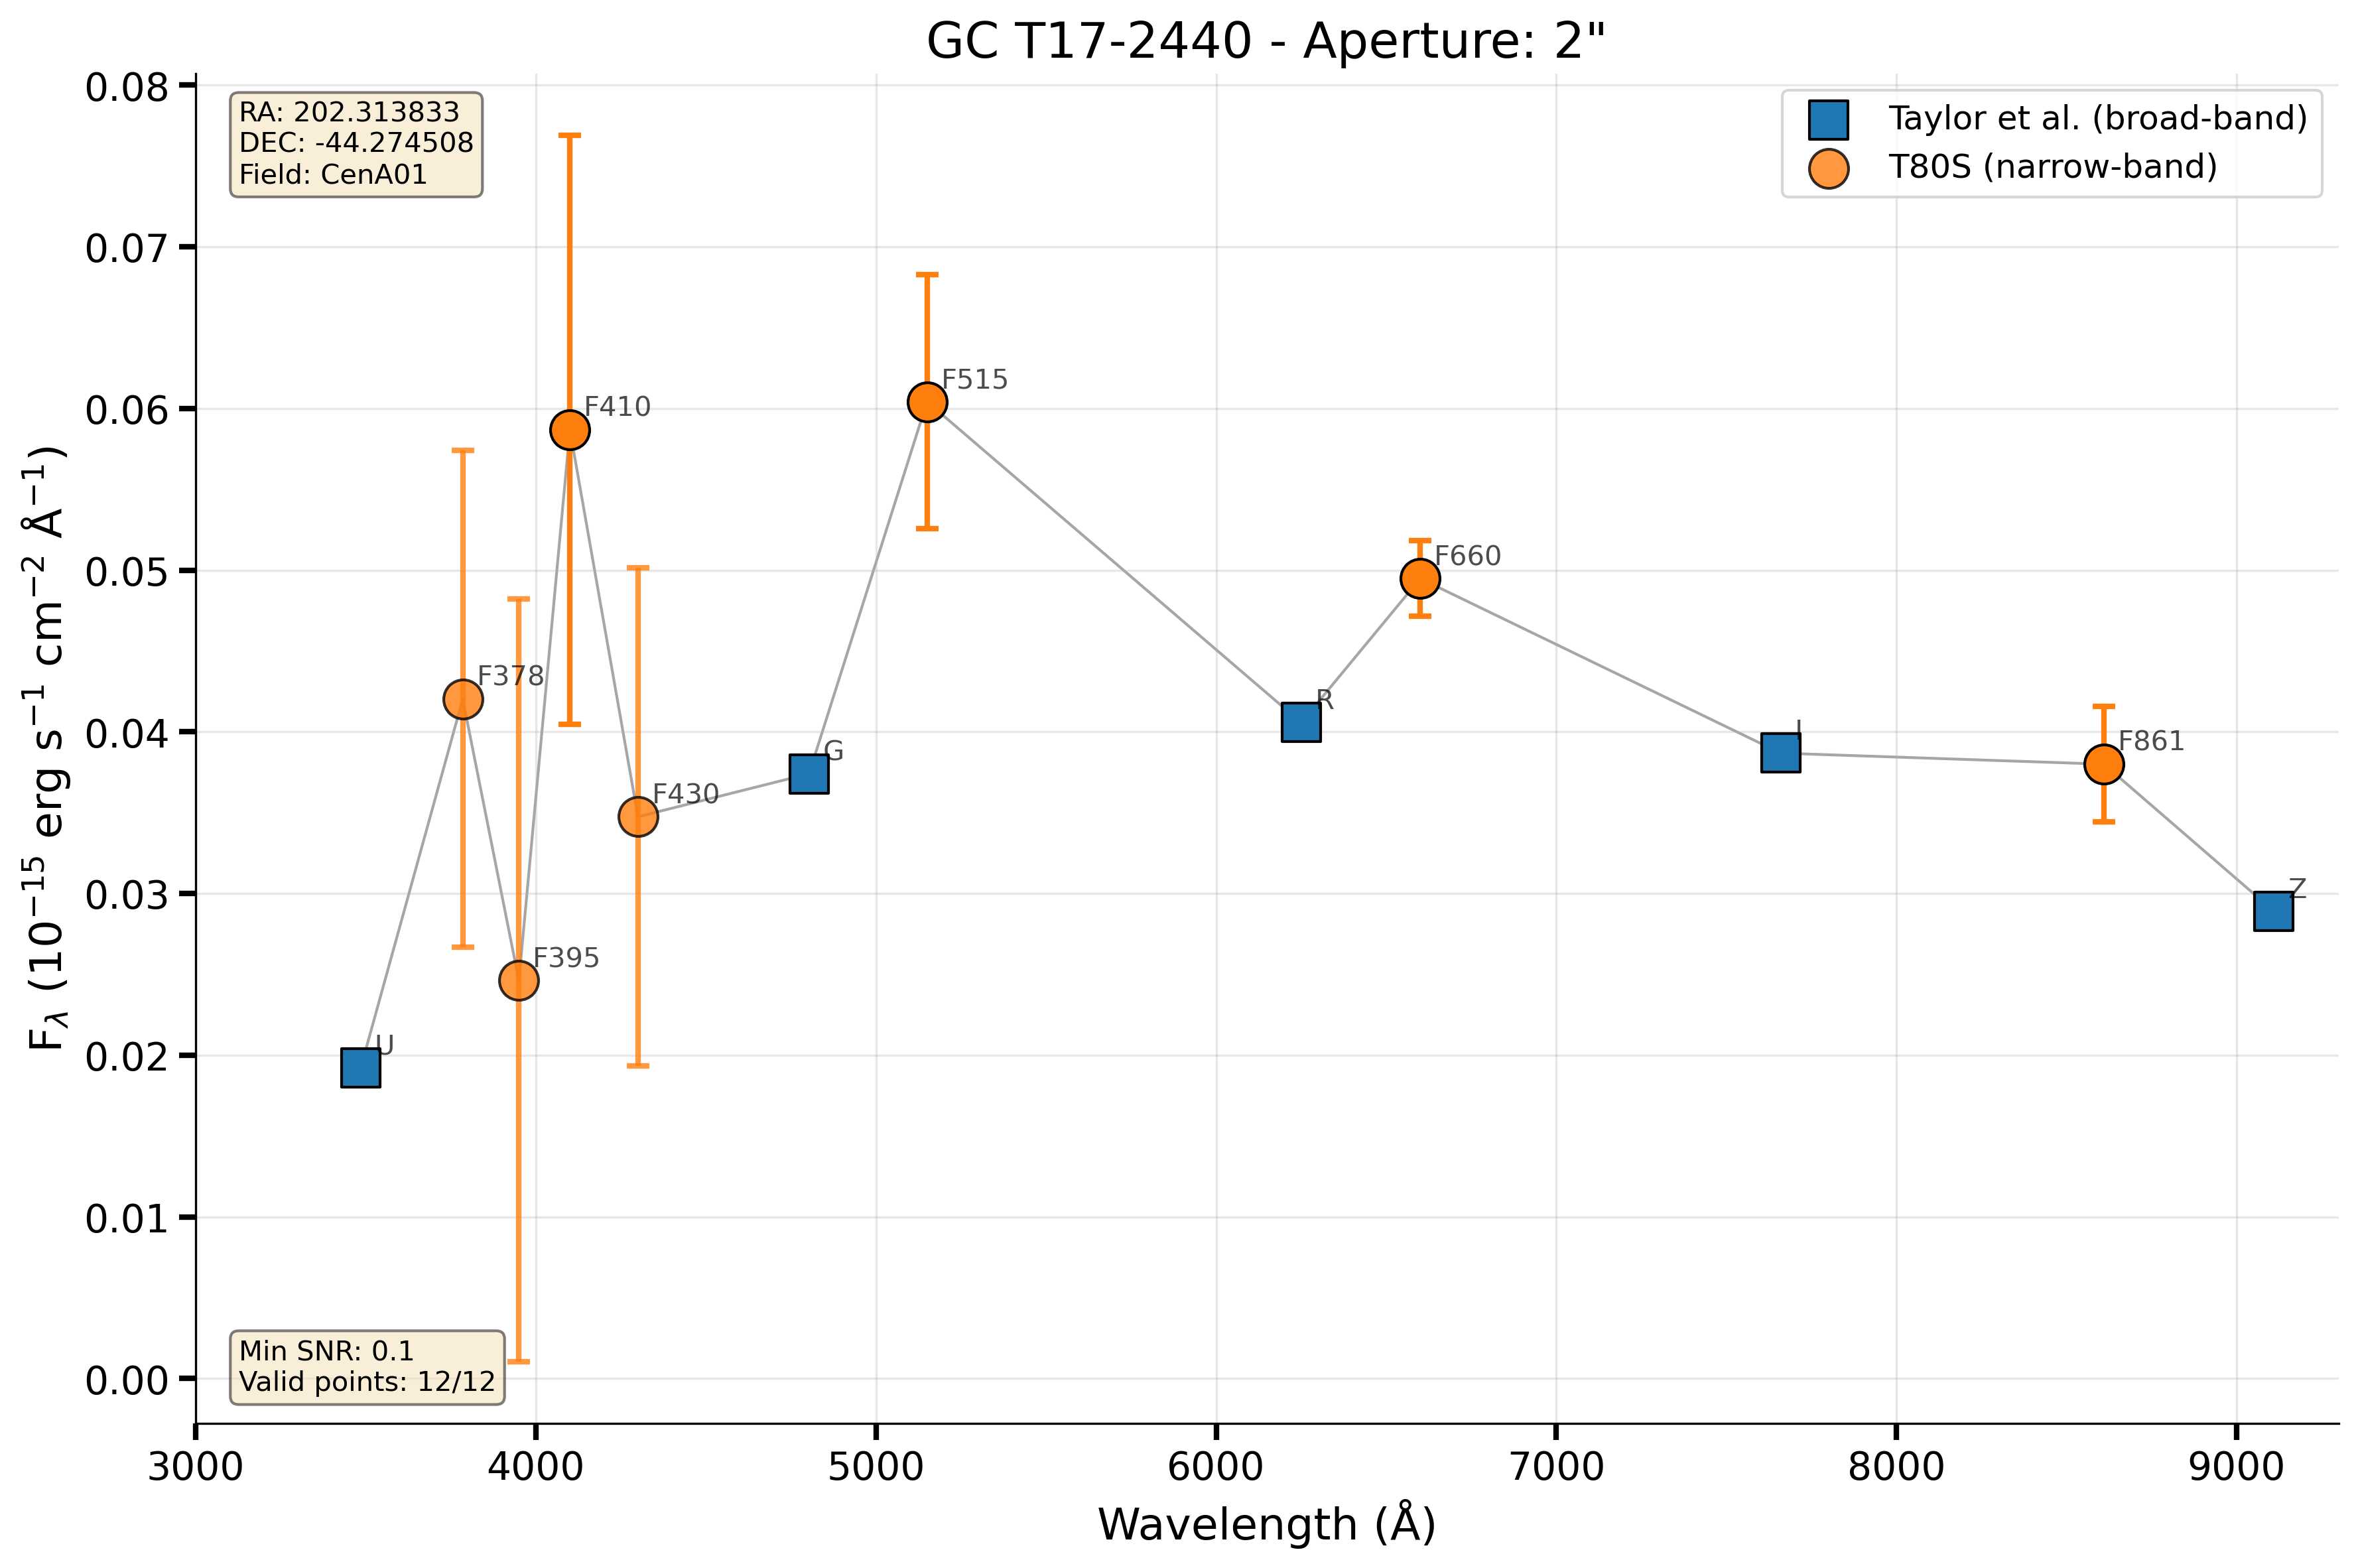 GC T17-2440 - Aperture: 2"
RA: 202.313833
DEC: -44.274508
Field: CenA01
Taylor et al. (broad-band)
T80S (narrow-band)
0.08
0.07
0.06
0.05
0.04
0.03
0.02
0.01
0.00
F_λ (10⁻¹⁵ erg s⁻¹ cm⁻² Å⁻¹)
U
F378
F395
F410
F430
G
F515
R
F660
I
F861
Z
Min SNR: 0.1
Valid points: 12/12
3000 4000 5000 6000 7000 8000 9000
Wavelength (Å)